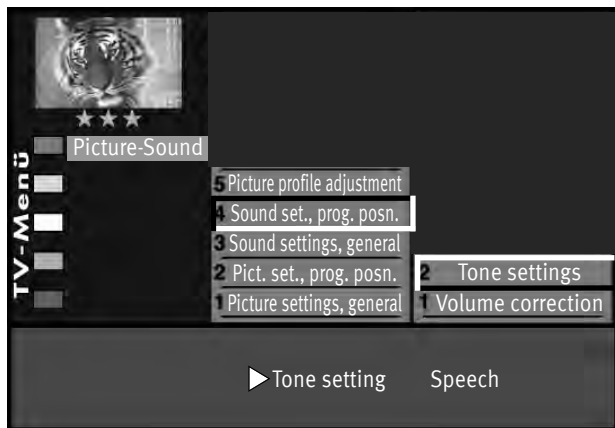 TV-Menü
Picture-Sound
5 Picture profile adjustment
4 Sound set., prog. posn.
3 Sound settings, general
2 Pict. set., prog. posn.
1 Picture settings, general
2 Tone settings
1 Volume correction
Tone setting Speech